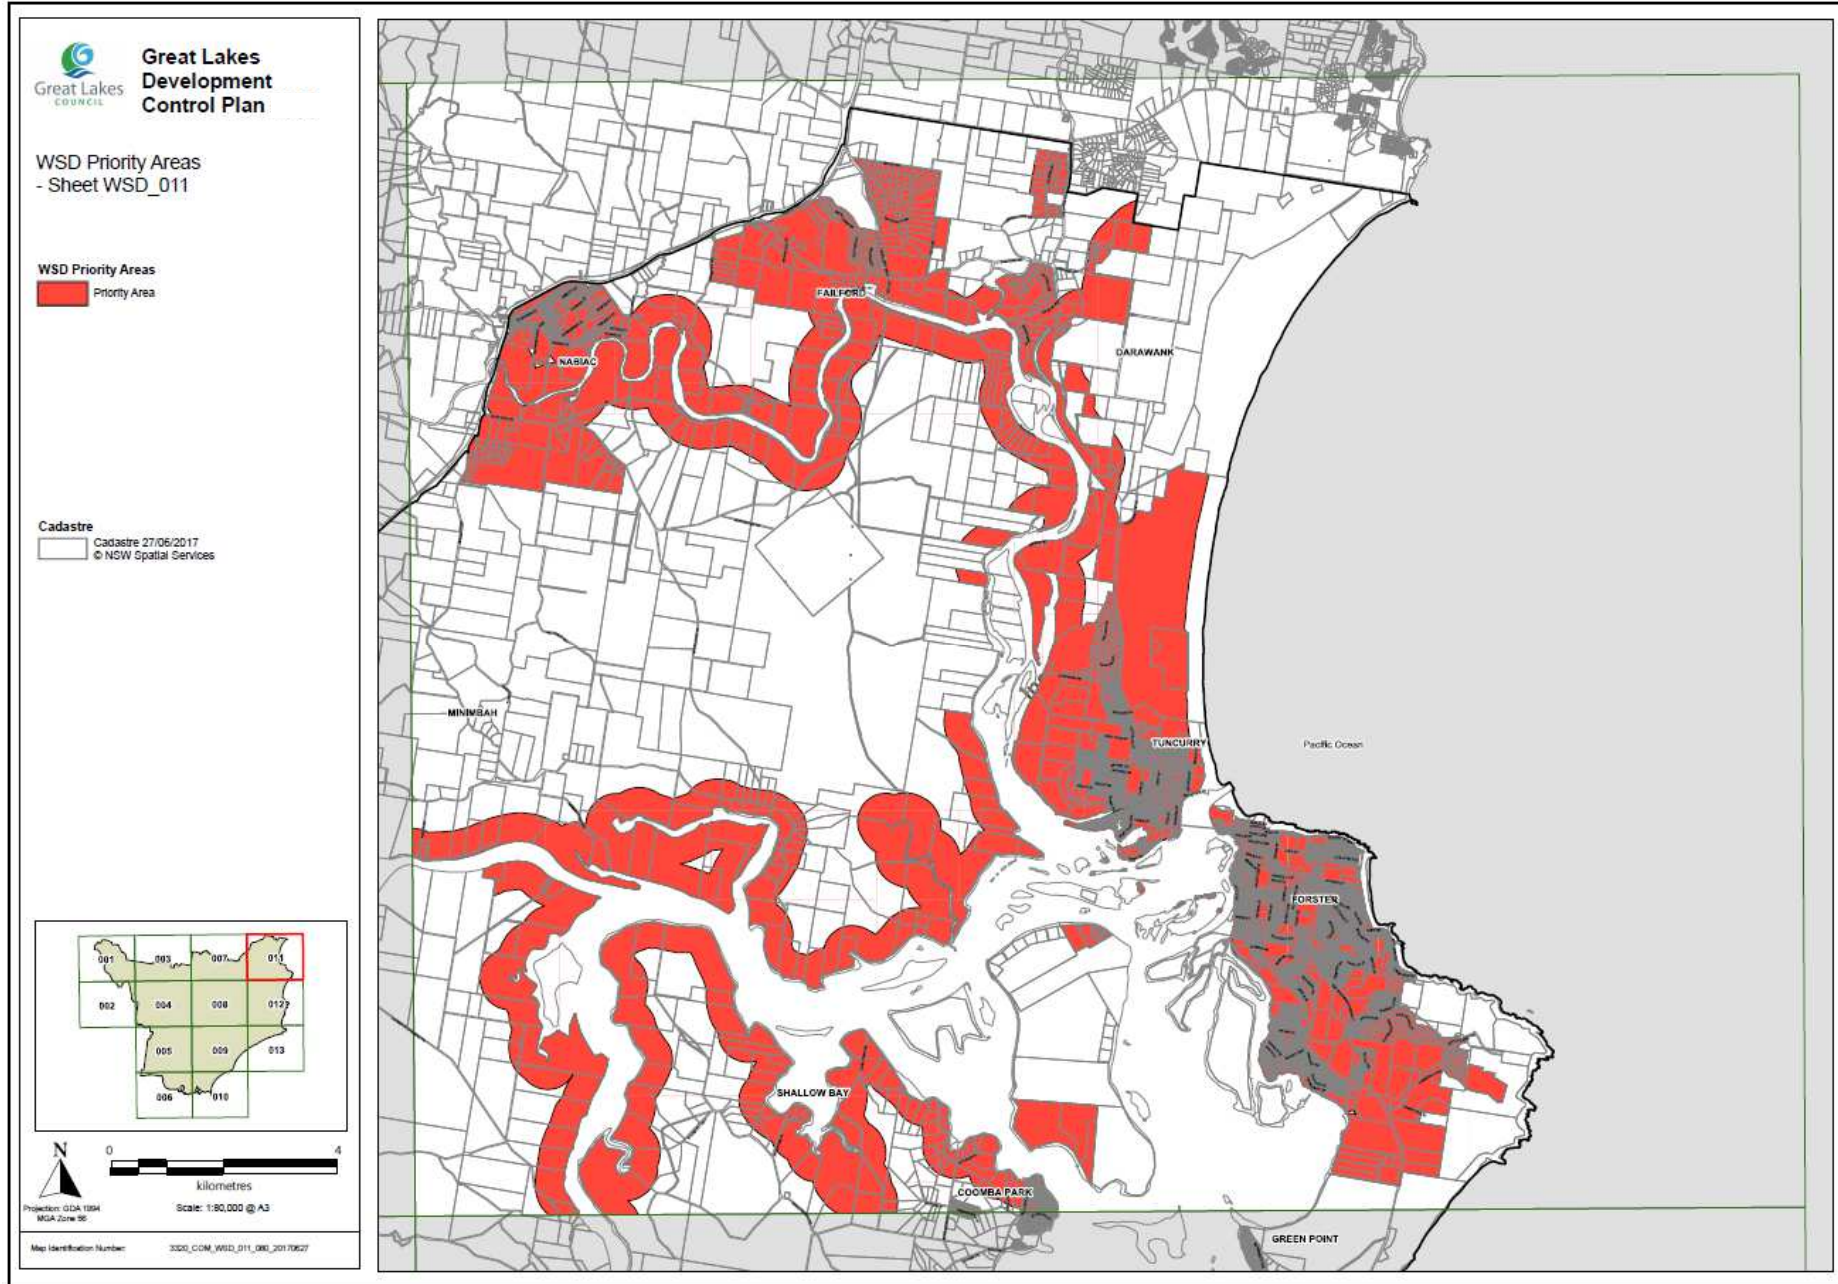 Great Lakes
COUNCIL
Great Lakes
Development
Control Plan
WSD Priority Areas
- Sheet WSD_011
WSD Priority Areas
Priority Area
Cadastre
Cadastre 27/06/2017
© NSW Spatial Services
001
003
007
011
002
004
008
012
005
009
013
006
010
N
0
4
kilometres
Projection: GDA 1994
MGA Zone 56
Scale: 1:80,000 @ A3
Map Identification Number:
3320_COM_WSD_011_080_20170627
FAILFORD
NABIAC
DARAWANK
MINIMBAH
TUNCURRY
Pacific Ocean
FORSTER
SHALLOW BAY
COOMBA PARK
GREEN POINT